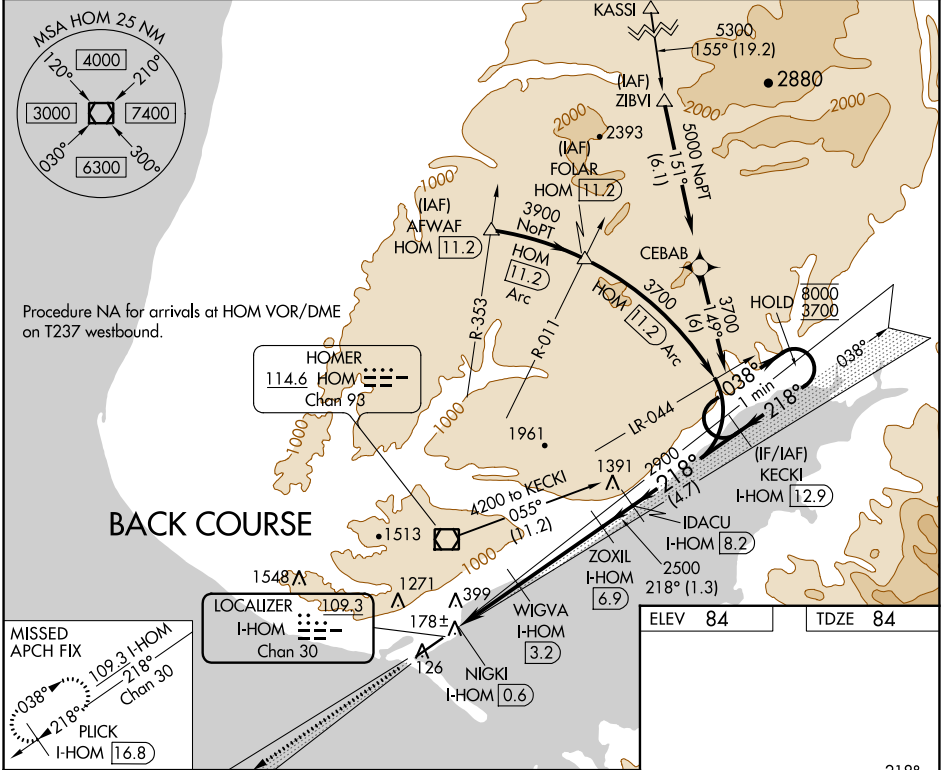 MSA HOM 25 NM
120°
4000
210°
3000
7400
030°
6300
300°
KASSI
5300
155° (19.2)
(IAF)
ZIBVI
2880
2000
2000
2000
2393
5000 NoPT
151°
(6.1)
(IAF)
FOLAR
HOM 11.2
1000
(IAF)
AFWAF
HOM 11.2
3900
NoPT
HOM
11.2
Arc
CEBAB
3700
HOM 11.2 Arc
3700
149°
(6)
HOLD
8000
3700
Procedure NA for arrivals at HOM VOR/DME
on T237 westbound.
R-353
R-011
038°
038°
1 min
218°
HOMER
114.6 HOM
Chan 93
1000
1000
1961
LR-044
(IF/IAF)
KECKI
I-HOM 12.9
1391
2900
218°
(4.7)
4200 to KECKI
055°
(11.2)
BACK COURSE
1513
1000
IDACU
I-HOM 8.2
ZOXIL
I-HOM
6.9
2500
218° (1.3)
1548
1271
399
WIGVA
I-HOM
3.2
LOCALIZER 109.3
I-HOM
Chan 30
178±
126
NIGKI
I-HOM 0.6
ELEV 84
TDZE 84
MISSED
APCH FIX
109.3 I-HOM
218°
Chan 30
038°
218°
PLICK
I-HOM 16.8
218°